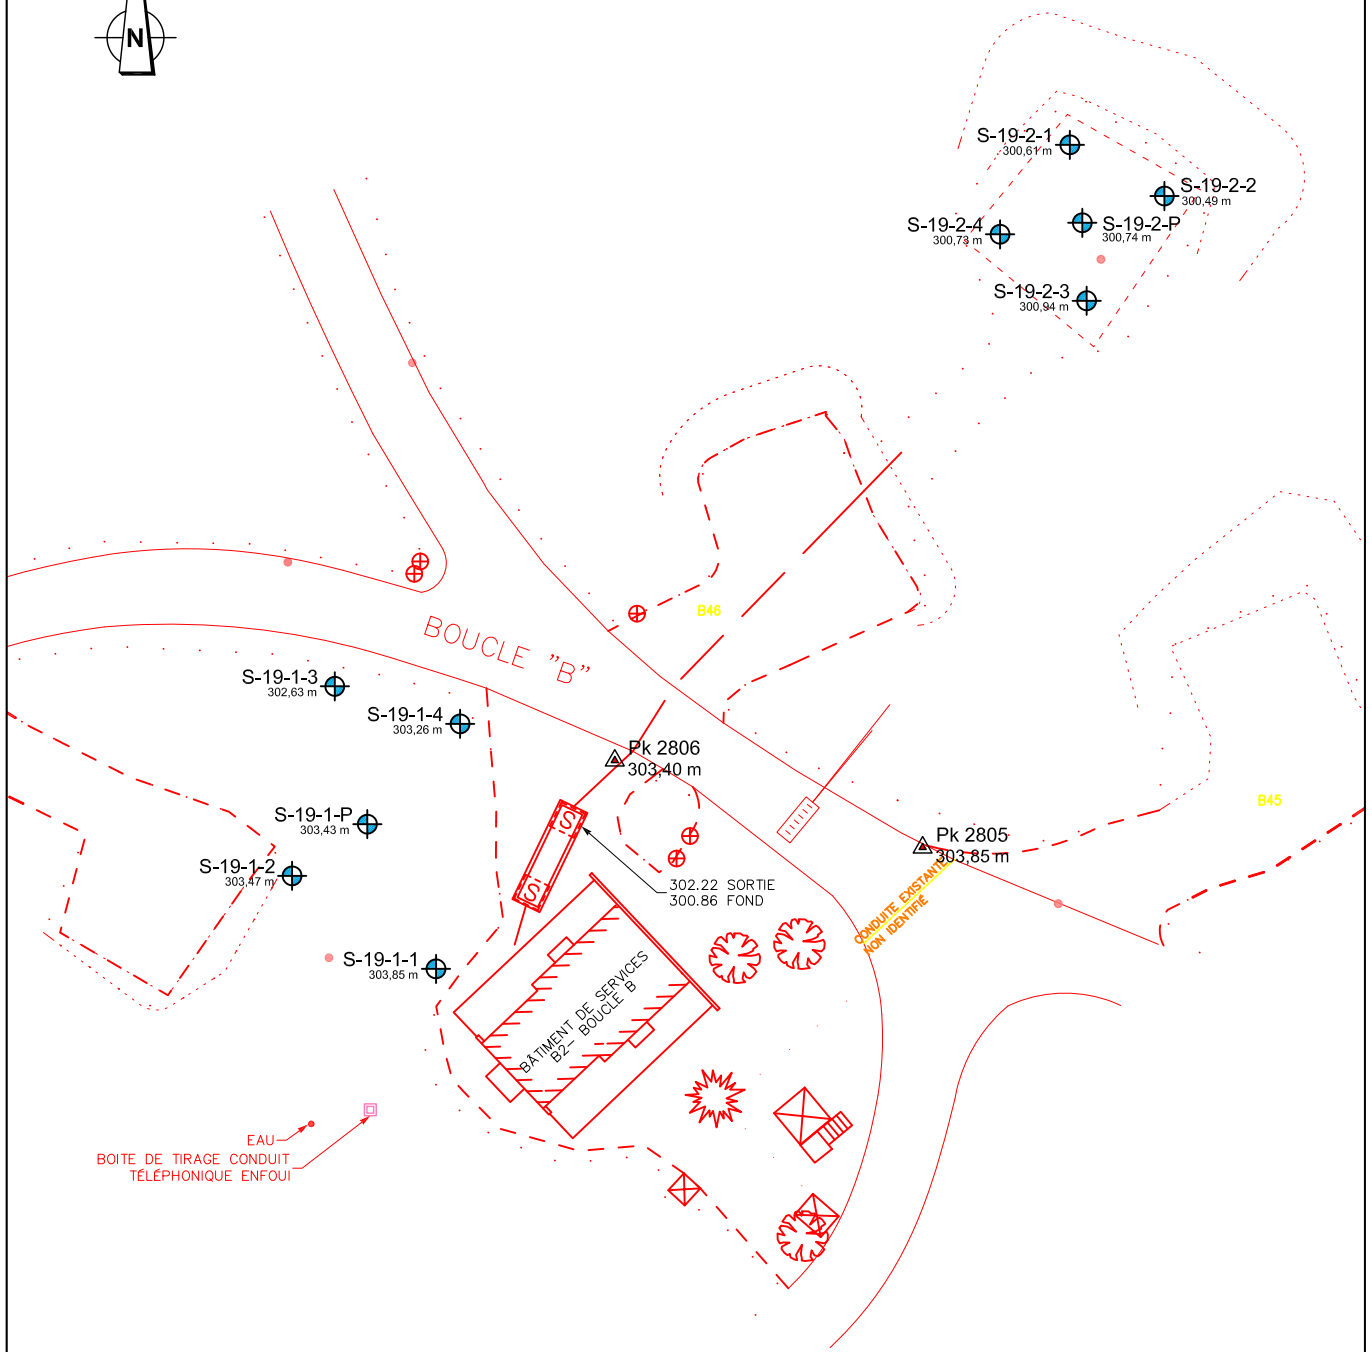 N
S-19-2-1
300,61 m
S-19-2-2
300,49 m
S-19-2-4
300,73 m
S-19-2-P
300,74 m
S-19-2-3
300,94 m
B46
BOUCLE "B"
S-19-1-3
302,63 m
S-19-1-4
303,26 m
Pk 2806
303,40 m
B45
S-19-1-P
303,43 m
S
Pk 2805
303,85 m
S-19-1-2
303,47 m
S
302.22 SORTIE
300.86 FOND
CONDUITE EXISTANTE
NON IDENTIFIÉ
S-19-1-1
303,85 m
BÂTIMENT DE SERVICES
B2- BOUCLE B
EAU
BOITE DE TIRAGE CONDUIT
TÉLÉPHONIQUE ENFOUI